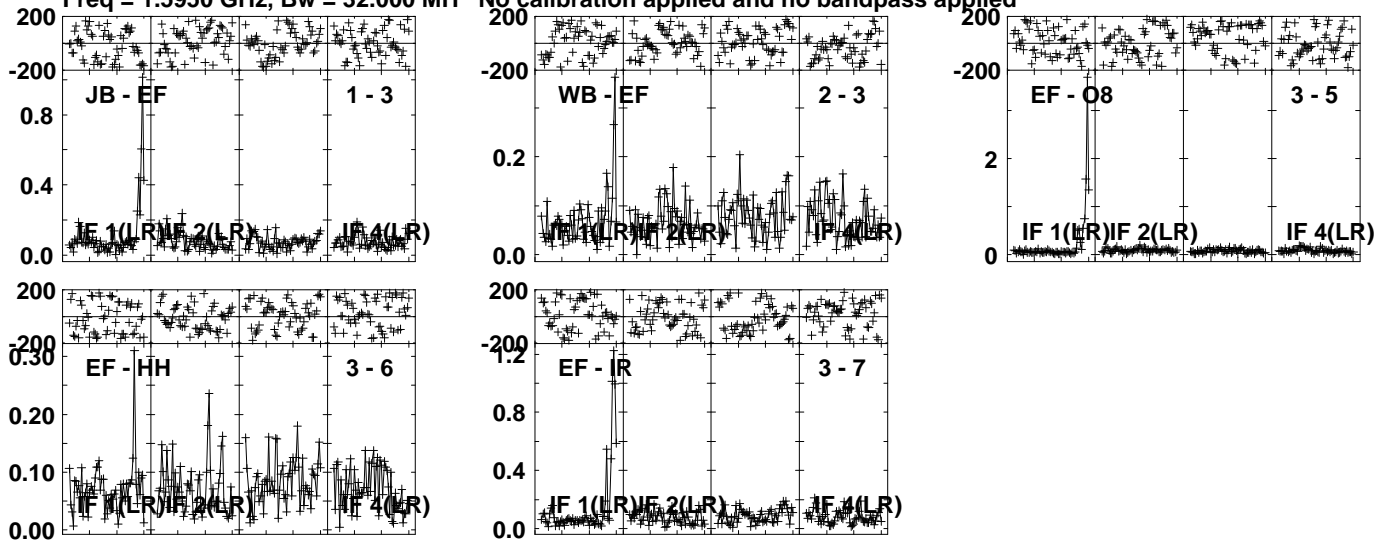 Freq = 1.5950 GHz, Bw = 32.000 MH No calibration applied and no bandpass applied
200 200 200
-200 -200 -200
JB - EF 1 - 3 WB - EF 2 - 3 EF - O8 3 - 5
0.8
0.2 2
0.4
IF 1(LR) IF 2(LR) IF 4(LR) IF 1(LR) IF 2(LR) IF 4(LR) IF 1(LR) IF 2(LR) IF 4(LR)
0.0 0.0 0
200 200
-200 -200
0.30 1.2
EF - HH 3 - 6 EF - IR 3 - 7
0.20 0.8
0.10 0.4
IF 1(LR) IF 2(LR) IF 4(LR) IF 1(LR) IF 2(LR) IF 4(LR)
0.00 0.0